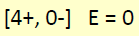 [4+, 0-]   E = 0